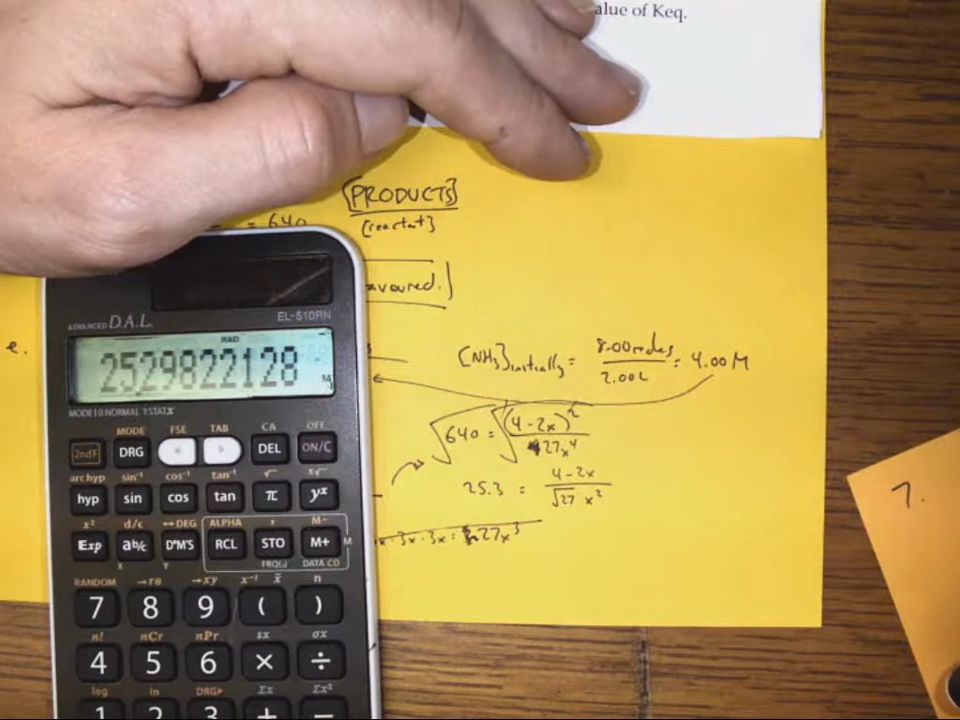 alue of Keq.
[PRODUCTS]
[reactant]
= 640
avoured.]
e.
[NH₃]initially = 8.00 moles / 2.00L = 4.00 M
√640 = √(4-2x)² / 27x⁴
25.3 = 4-2x / √27 x²
x·3x·3x = 27x³
7.
ADVANCED D.A.L.
EL-510RN
RAD
2529822128
M
MODE 0:NORMAL 1:STAT x
FSE TAB CA OFF
2ndF DRG DEL ON/C
MODE
archyp sin⁻¹ cos⁻¹ tan⁻¹ √ x√
hyp sin cos tan π yˣ
x² d/c ↔DEG ALPHA , M-
Exp ab/c D°M'S RCL STO M+ M
X Y FRQ(,) DATA CD
RANDOM →rθ →xy x⁻¹ x̄ n
7 8 9 ( )
n! nCr nPr sx σx
4 5 6 × ÷
log ln DRG▸ Σx Σx²
1 2 3 + −